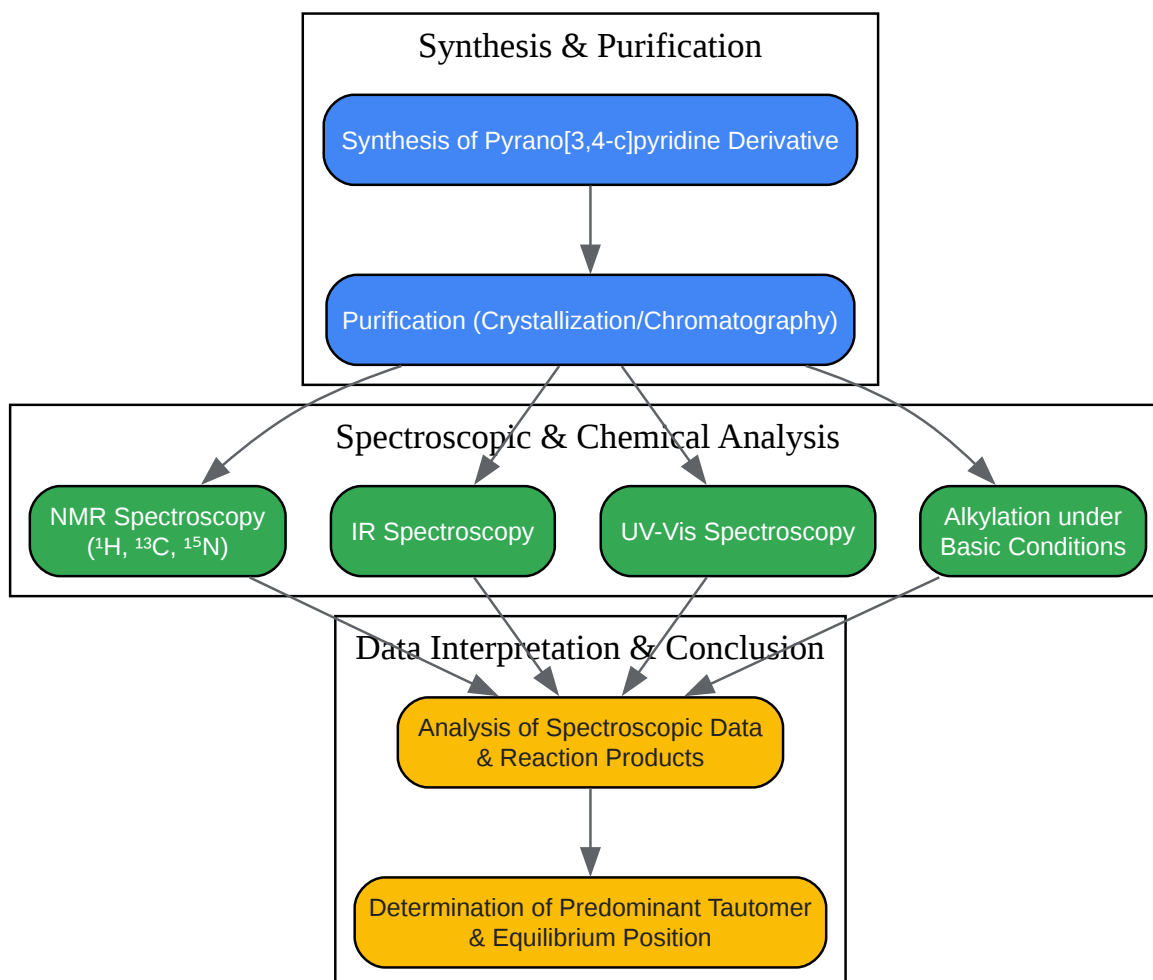 Synthesis & Purification
Synthesis of Pyrano[3,4-c]pyridine Derivative
Purification (Crystallization/Chromatography)
Spectroscopic & Chemical Analysis
NMR Spectroscopy
(¹H, ¹³C, ¹⁵N)
IR Spectroscopy
UV-Vis Spectroscopy
Alkylation under
Basic Conditions
Data Interpretation & Conclusion
Analysis of Spectroscopic Data
& Reaction Products
Determination of Predominant Tautomer
& Equilibrium Position